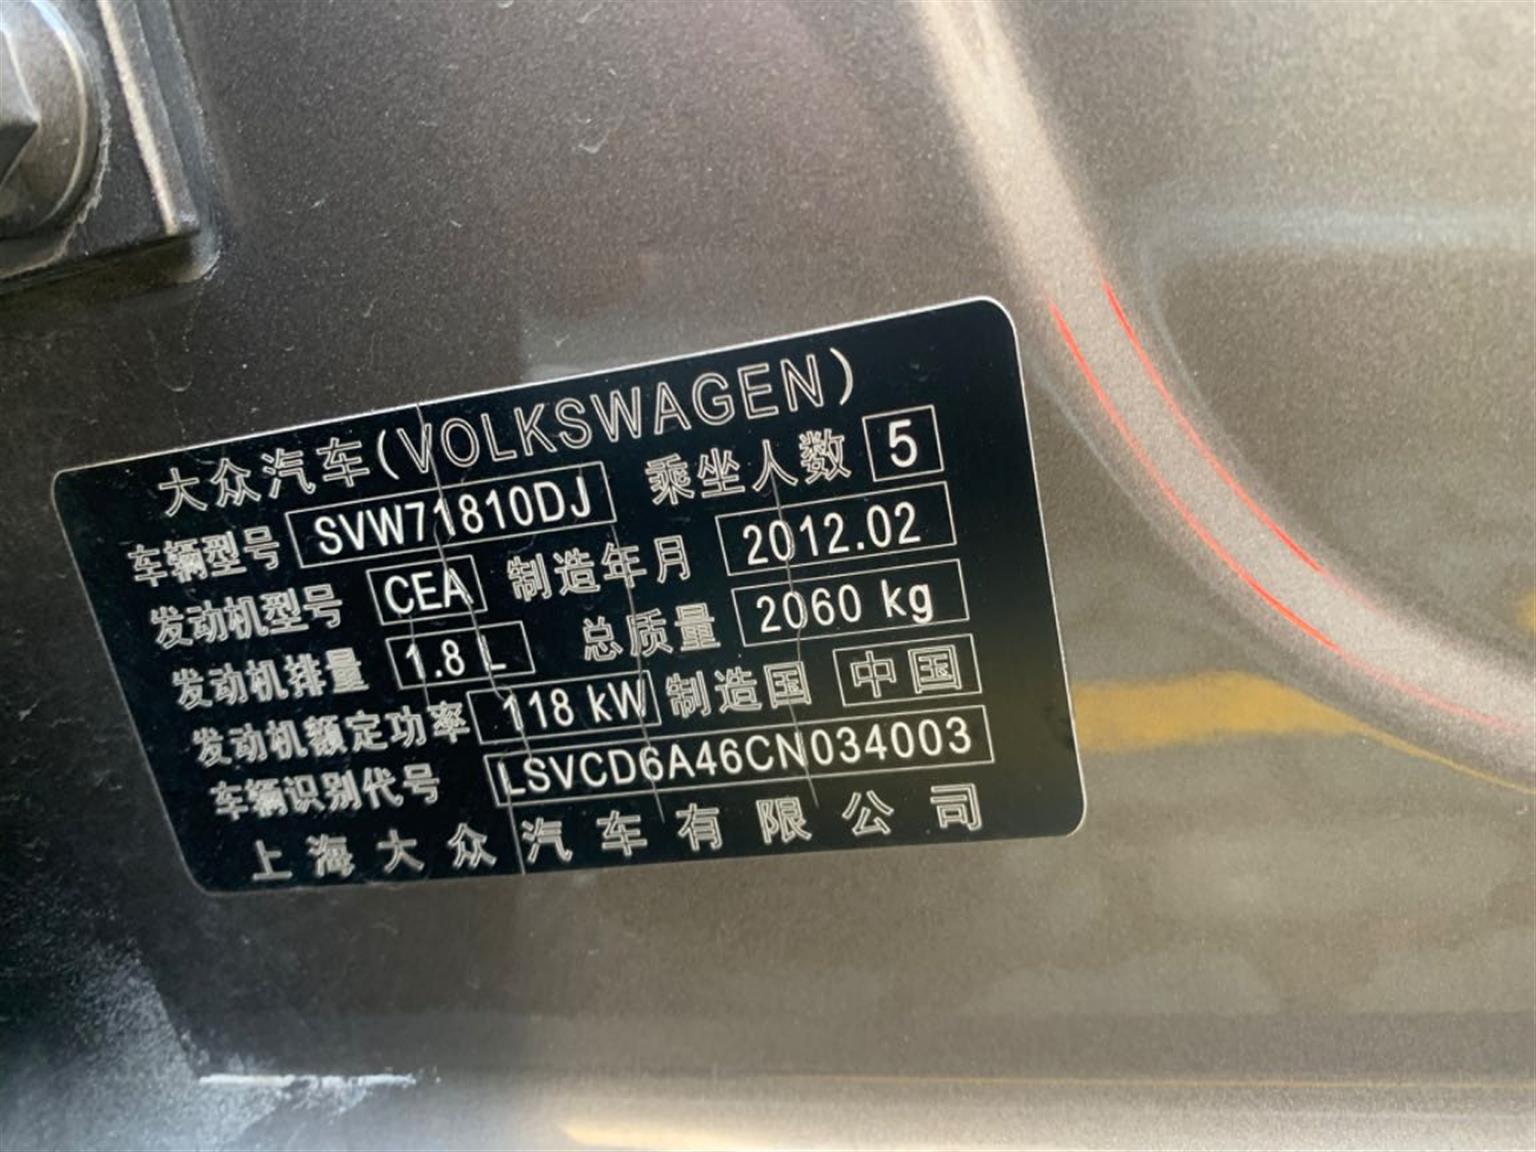 大众汽车(VOLKSWAGEN)
车辆型号 SVW71810DJ 乘坐人数 5
发动机型号 CEA 制造年月 2012.02
发动机排量 1.8 L 总质量 2060 kg
发动机额定功率 118 kW 制造国 中国
车辆识别代号 LSVCD6A46CN034003
上海大众汽车有限公司